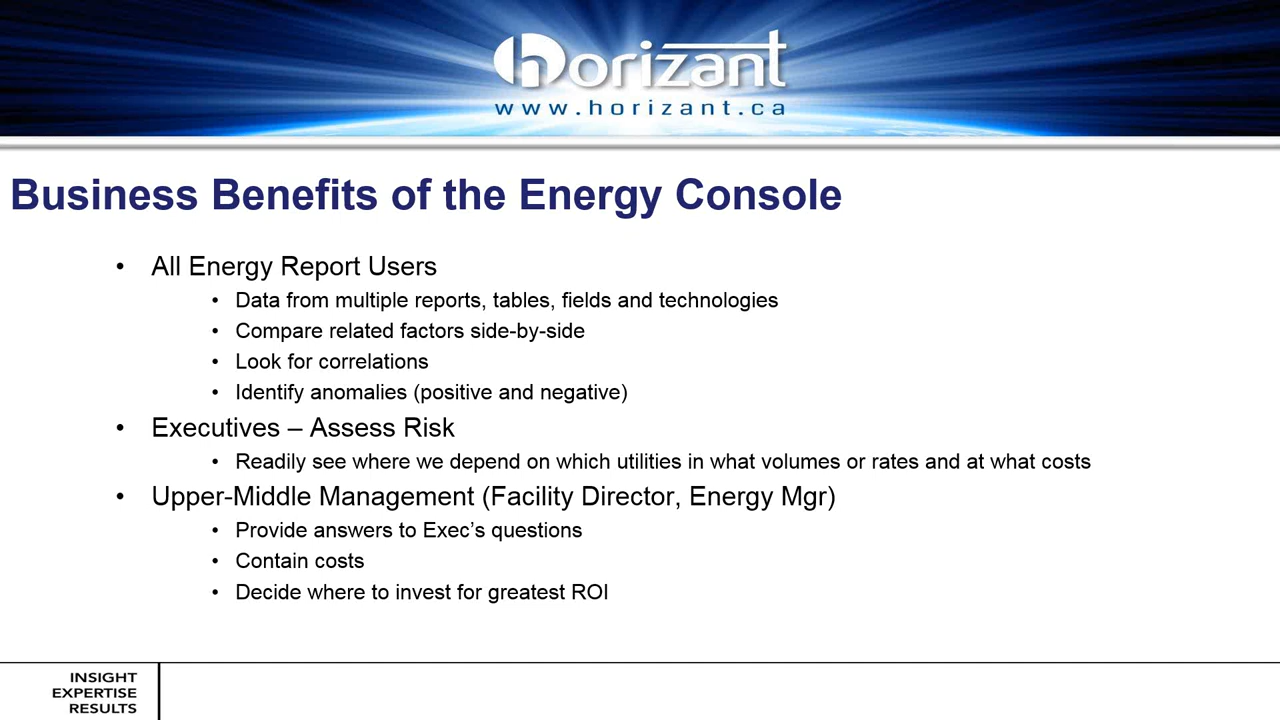 horizant
www.horizant.ca
Business Benefits of the Energy Console
• All Energy Report Users
• Data from multiple reports, tables, fields and technologies
• Compare related factors side-by-side
• Look for correlations
• Identify anomalies (positive and negative)
• Executives – Assess Risk
• Readily see where we depend on which utilities in what volumes or rates and at what costs
• Upper-Middle Management (Facility Director, Energy Mgr)
• Provide answers to Exec’s questions
• Contain costs
• Decide where to invest for greatest ROI
INSIGHT
EXPERTISE
RESULTS